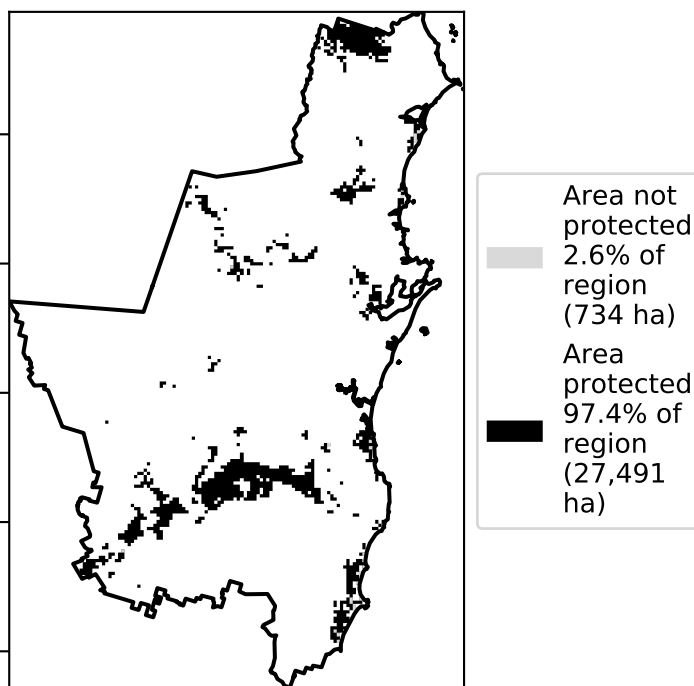 Area not
protected
2.6% of
region
(734 ha)
Area
protected
97.4% of
region
(27,491
ha)